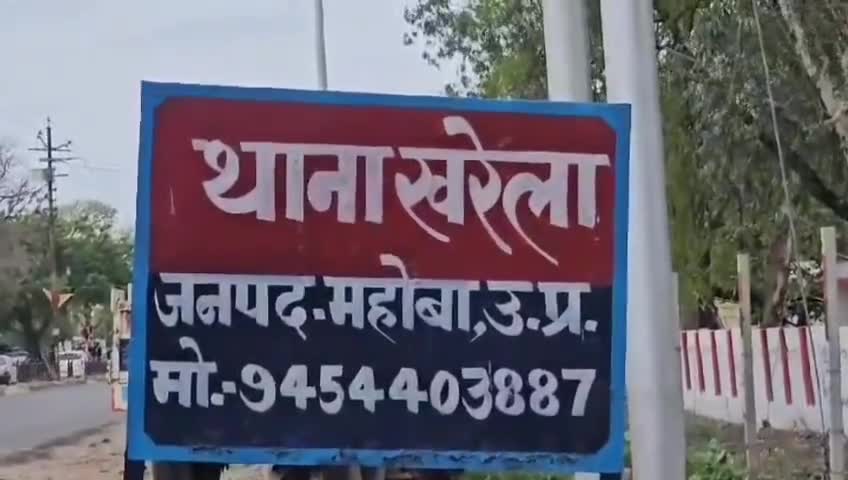 थाना खरेला
जनपद-महोबा, उ.प्र.
मो.-9454403887